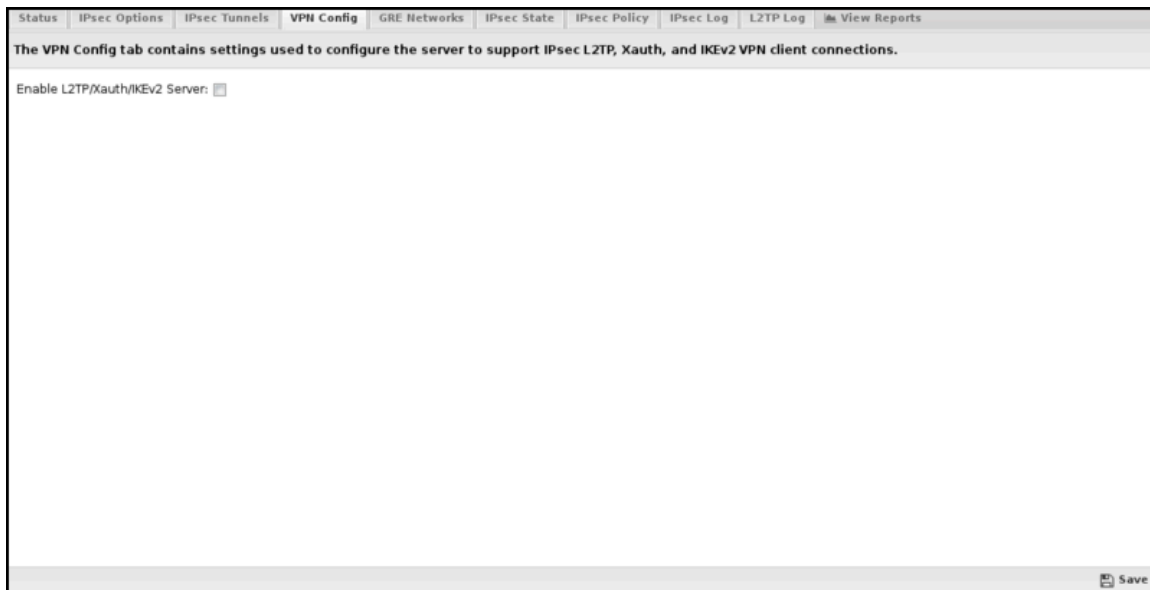 Status IPsec Options IPsec Tunnels VPN Config GRE Networks IPsec State IPsec Policy IPsec Log L2TP Log View Reports
The VPN Config tab contains settings used to configure the server to support IPsec L2TP, Xauth, and IKEv2 VPN client connections.
Enable L2TP/Xauth/IKEv2 Server:
Save